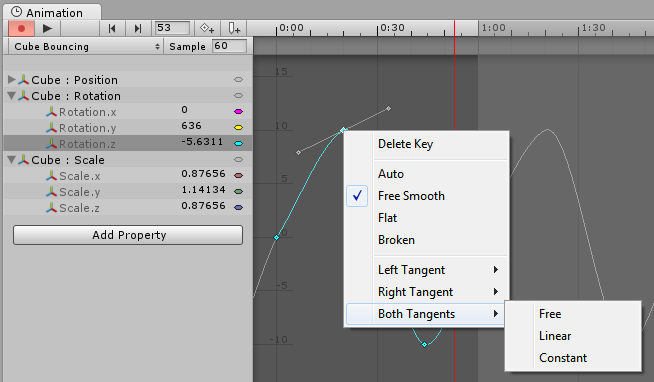 Animation
53
0:00
0:30
1:00
1:30
Cube Bouncing
Sample
60
Cube : Position
Cube : Rotation
Rotation.x
0
Rotation.y
636
Rotation.z
-5.6311
Cube : Scale
Scale.x
0.87656
Scale.y
1.14134
Scale.z
0.87656
Add Property
15
10
5
0
-5
-10
Delete Key
Auto
Free Smooth
Flat
Broken
Left Tangent
Right Tangent
Both Tangents
Free
Linear
Constant